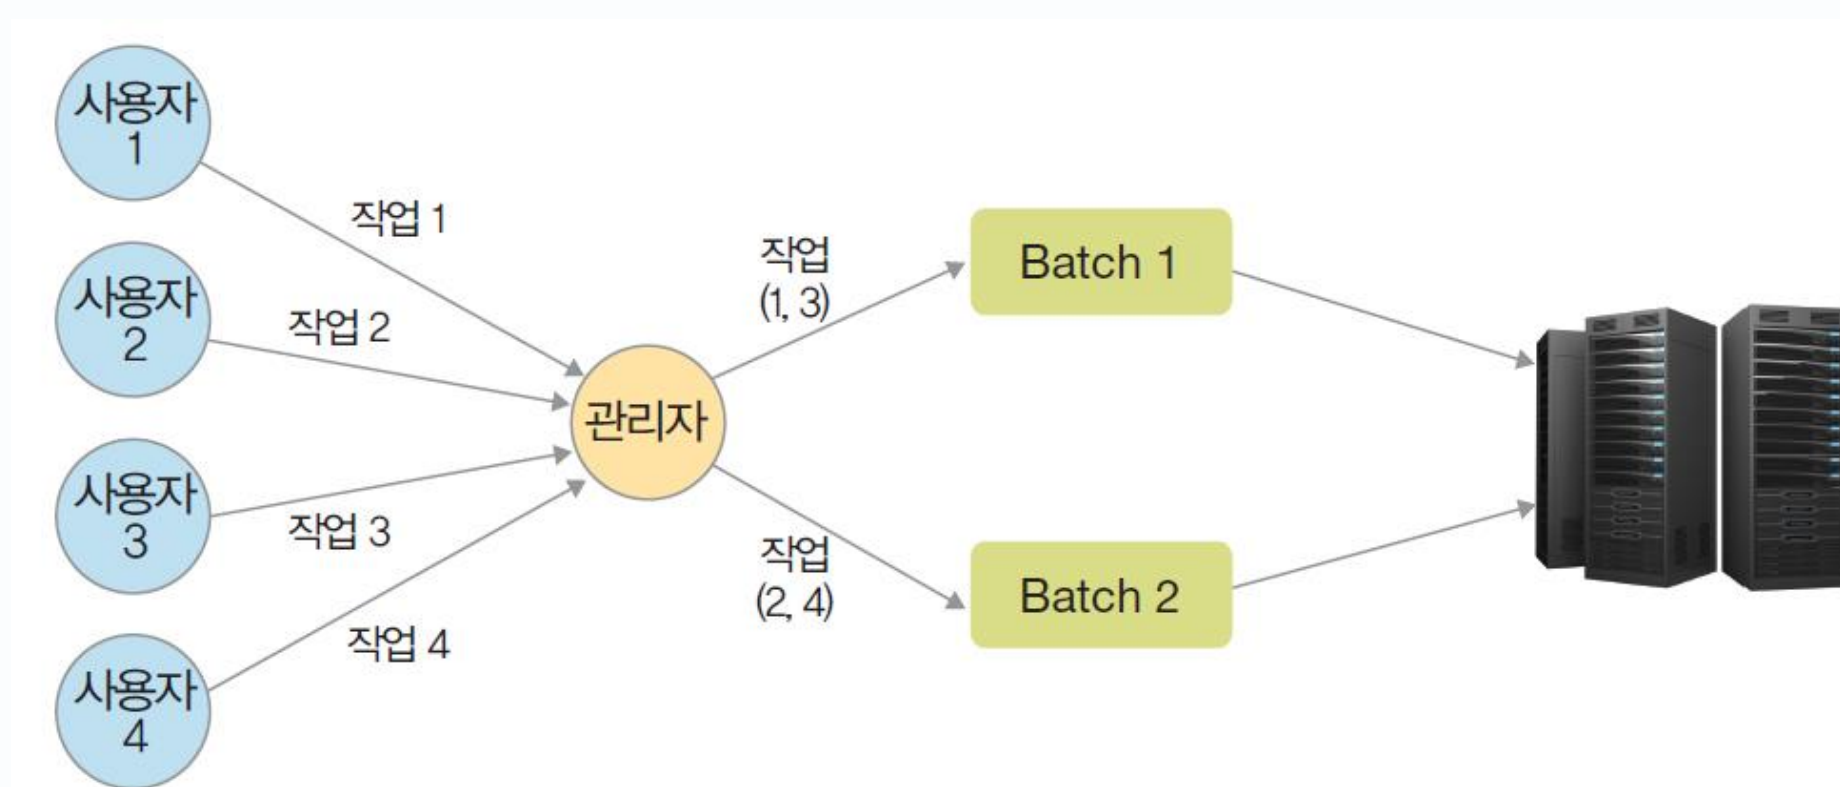 사용자
1
작업 1
사용자
2
작업 2
사용자
3
작업 3
사용자
4
작업 4
관리자
작업
(1, 3)
Batch 1
작업
(2, 4)
Batch 2